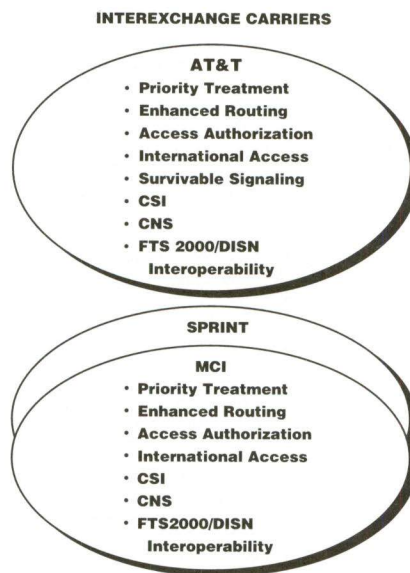 INTEREXCHANGE CARRIERS
AT&T
· Priority Treatment
· Enhanced Routing
· Access Authorization
· International Access
· Survivable Signaling
· CSI
· CNS
· FTS 2000/DISN
Interoperability
SPRINT
MCI
· Priority Treatment
· Enhanced Routing
· Access Authorization
· International Access
· CSI
· CNS
· FTS2000/DISN
Interoperability